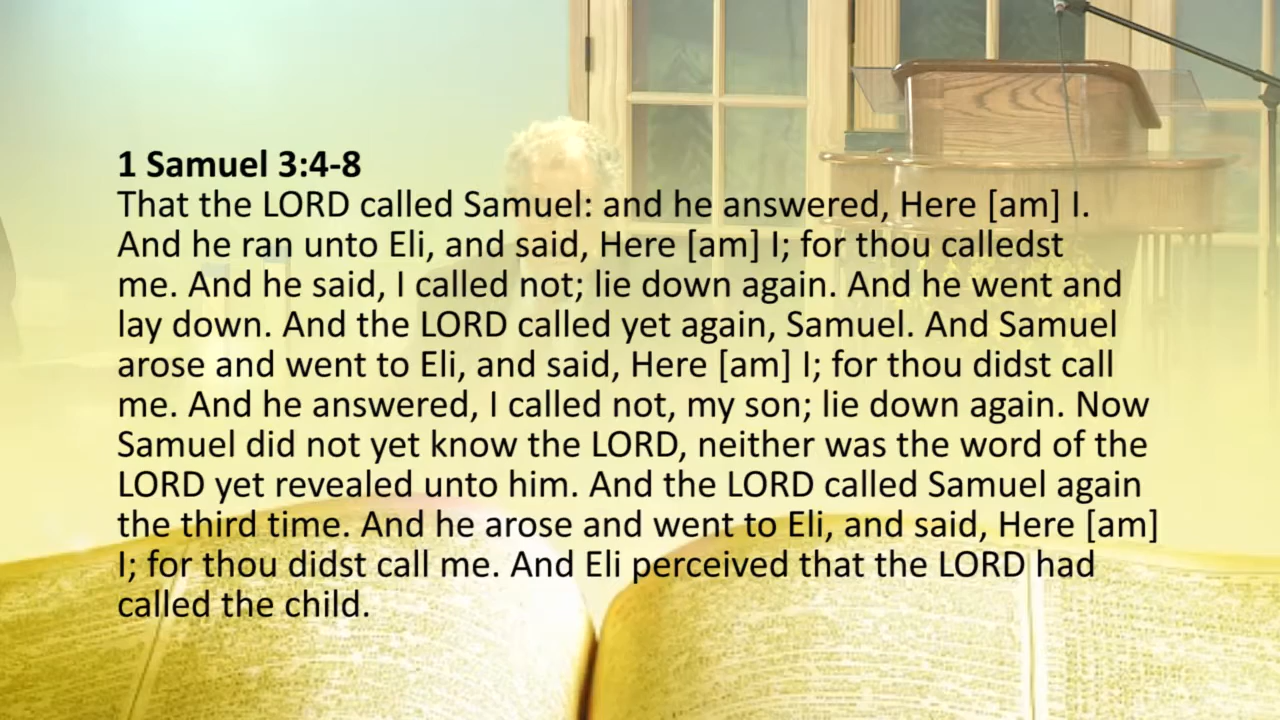 1 Samuel 3:4-8
That the LORD called Samuel: and he answered, Here [am] I.
And he ran unto Eli, and said, Here [am] I; for thou calledst
me. And he said, I called not; lie down again. And he went and
lay down. And the LORD called yet again, Samuel. And Samuel
arose and went to Eli, and said, Here [am] I; for thou didst call
me. And he answered, I called not, my son; lie down again. Now
Samuel did not yet know the LORD, neither was the word of the
LORD yet revealed unto him. And the LORD called Samuel again
the third time. And he arose and went to Eli, and said, Here [am]
I; for thou didst call me. And Eli perceived that the LORD had
called the child.